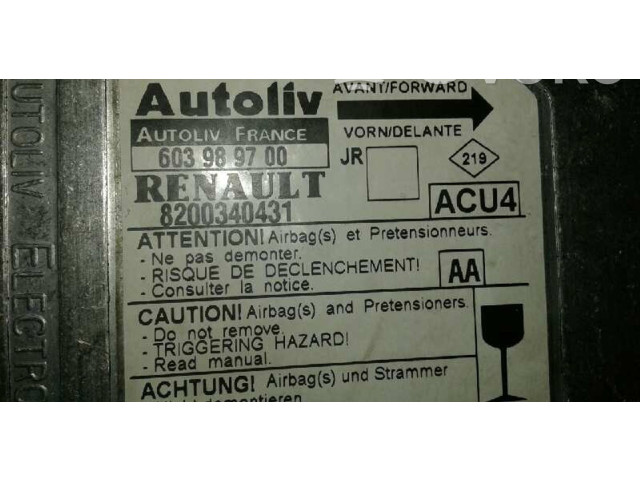 Autoliv
AVANT/FORWARD
AUTOLIV FRANCE
VORN/DELANTE
603 98 97 00
JR
219
RENAULT
8200340431
ACU4
ATTENTION! Airbag(s) et Pretensionneurs.
- Ne pas demonter.
- RISQUE DE DECLENCHEMENT!
- Consulter la notice.
AA
CAUTION! Airbag(s) and Pretensioners.
- Do not remove.
- TRIGGERING HAZARD!
- Read manual.
ACHTUNG! Airbag(s) und Strammer
demontieren